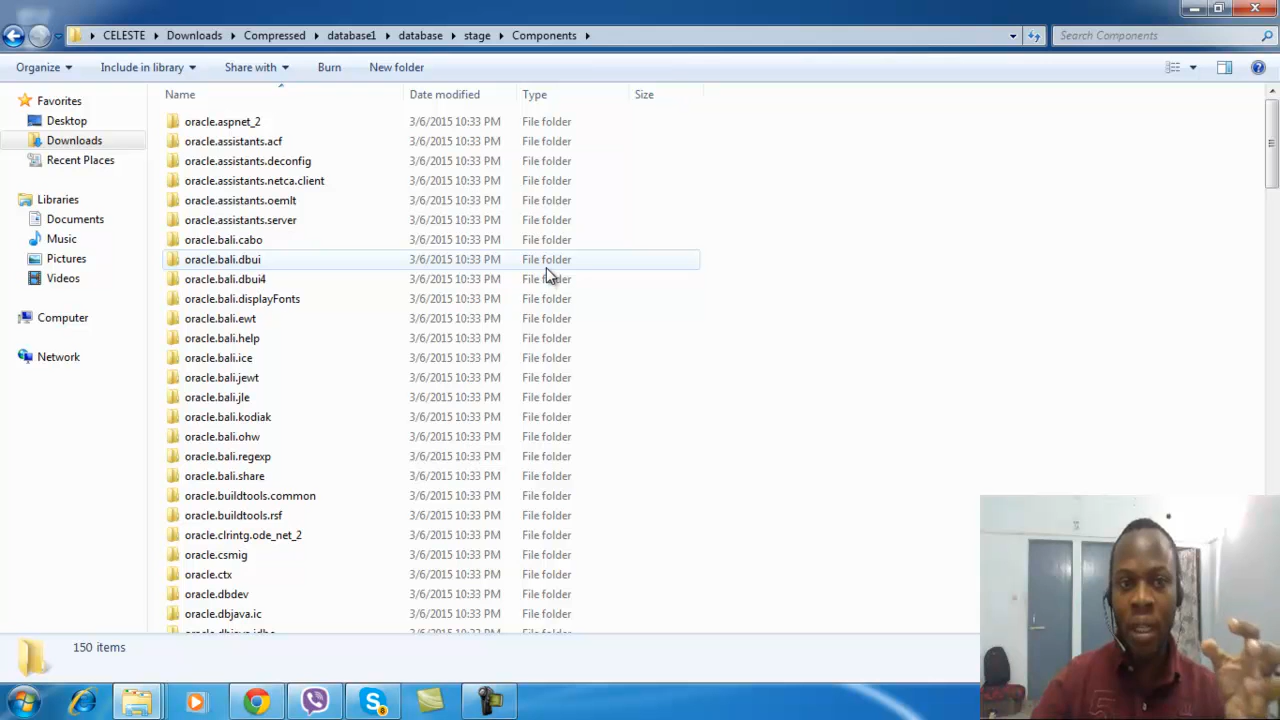 CELESTE Downloads Compressed database1 database stage Components
Search Components
Organize Include in library Share with Burn New folder
Name Date modified Type Size
Favorites
Desktop
Downloads
Recent Places
Libraries
Documents
Music
Pictures
Videos
Computer
Network
oracle.aspnet_2 3/6/2015 10:33 PM File folder
oracle.assistants.acf 3/6/2015 10:33 PM File folder
oracle.assistants.deconfig 3/6/2015 10:33 PM File folder
oracle.assistants.netca.client 3/6/2015 10:33 PM File folder
oracle.assistants.oemlt 3/6/2015 10:33 PM File folder
oracle.assistants.server 3/6/2015 10:33 PM File folder
oracle.bali.cabo 3/6/2015 10:33 PM File folder
oracle.bali.dbui 3/6/2015 10:33 PM File folder
oracle.bali.dbui4 3/6/2015 10:33 PM File folder
oracle.bali.displayFonts 3/6/2015 10:33 PM File folder
oracle.bali.ewt 3/6/2015 10:33 PM File folder
oracle.bali.help 3/6/2015 10:33 PM File folder
oracle.bali.ice 3/6/2015 10:33 PM File folder
oracle.bali.jewt 3/6/2015 10:33 PM File folder
oracle.bali.jle 3/6/2015 10:33 PM File folder
oracle.bali.kodiak 3/6/2015 10:33 PM File folder
oracle.bali.ohw 3/6/2015 10:33 PM File folder
oracle.bali.regexp 3/6/2015 10:33 PM File folder
oracle.bali.share 3/6/2015 10:33 PM File folder
oracle.buildtools.common 3/6/2015 10:33 PM File folder
oracle.buildtools.rsf 3/6/2015 10:33 PM File folder
oracle.clrintg.ode_net_2 3/6/2015 10:33 PM File folder
oracle.csmig 3/6/2015 10:33 PM File folder
oracle.ctx 3/6/2015 10:33 PM File folder
oracle.dbdev 3/6/2015 10:33 PM File folder
oracle.dbjava.ic 3/6/2015 10:33 PM File folder
150 items